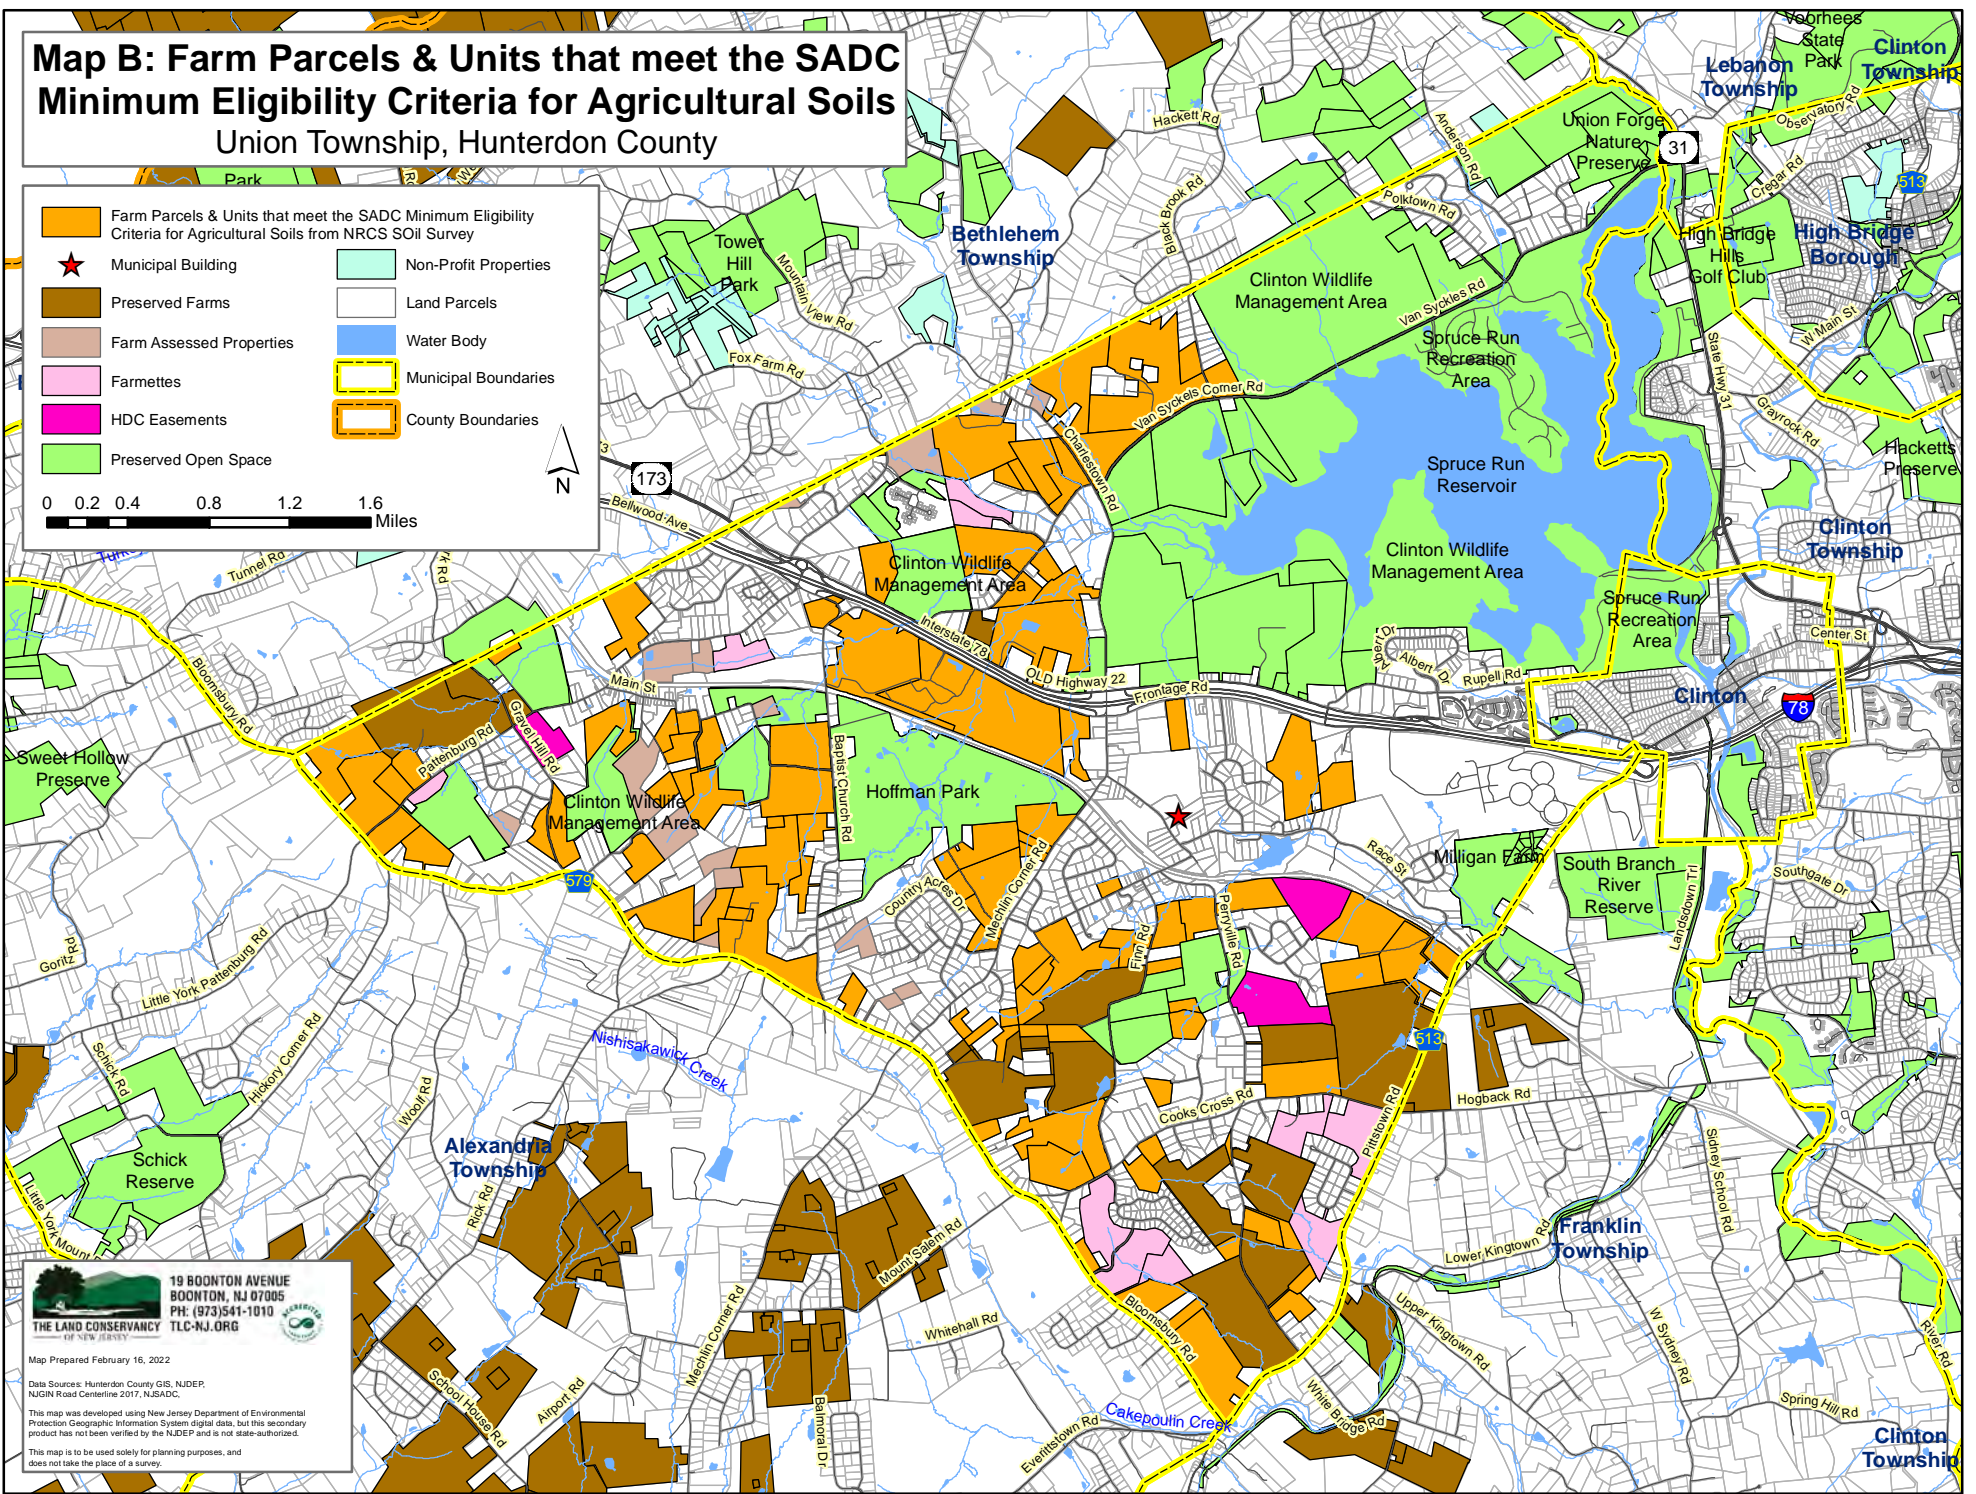 Map B: Farm Parcels & Units that meet the SADC
Minimum Eligibility Criteria for Agricultural Soils
Union Township, Hunterdon County
Park
Farm Parcels & Units that meet the SADC Minimum Eligibility
Criteria for Agricultural Soils from NRCS SOil Survey
Municipal Building
Preserved Farms
Farm Assessed Properties
Farmettes
HDC Easements
Preserved Open Space
Non-Profit Properties
Land Parcels
Water Body
Municipal Boundaries
County Boundaries
N
0 0.2 0.4 0.8 1.2 1.6
Miles
Voorhees
State
Park
Clinton
Township
Lebanon
Township
Observatory Rd
Union Forge
Nature
Preserve
31
Hackett Rd
Anderson Rd
Cregar Rd
513
Black Brook Rd
Polktown Rd
High Bridge
Hills
Golf Club
High Bridge
Borough
Bethlehem
Township
Tower
Hill
Park
Mountain View Rd
Clinton Wildlife
Management Area
Van Syckles Rd
W Main St
Spruce Run
Recreation
Area
State Hwy 31
Fox Farm Rd
Van Syckels Corner Rd
Grayrock Rd
Charlestown Rd
Hacketts
Preserve
173
Bellwood Ave
Spruce Run
Reservoir
Clinton
Township
Clinton Wildlife
Management Area
Clinton Wildlife
Management Area
Tunnel Rd
Spruce Run
Recreation
Area
Center St
Interstate 78
OLD Highway 22
Frontage Rd
Albert Dr
Albert Dr
Rupell Rd
Clinton
78
Bloomsbury Rd
Main St
Gravel Hill Rd
Pattenburg Rd
Sweet Hollow
Preserve
Baptist Church Rd
Hoffman Park
Clinton Wildlife
Management Area
579
Race St
Milligan Farm
South Branch
River
Reserve
Landsdown Trl
Southgate Dr
Country Acres Dr
Mechlin Corner Rd
Perryville Rd
Finn Rd
Goritz Rd
Little York Pattenburg Rd
Hickory Corner Rd
Schick Rd
Nishisakawick Creek
513
Woolf Rd
Cooks Cross Rd
Hogback Rd
Pittstown Rd
Sidney School Rd
Alexandria
Township
Schick
Reserve
Rick Rd
Franklin
Township
Lower Kingtown Rd
Mount Salem Rd
Upper Kingtown Rd
W Sydney Rd
River Rd
Bloomsbury Rd
Whitehall Rd
Mechlin Corner Rd
School House Rd
Airport Rd
Balmoral Dr
Everittstown Rd
Cakepoulin Creek
White Bridge Rd
Spring Hill Rd
Clinton
Township
19 BOONTON AVENUE
BOONTON, NJ 07005
PH: (973)541-1010
TLC-NJ.ORG
ACCREDITED
THE LAND CONSERVANCY
OF NEW JERSEY
Map Prepared February 16, 2022
Data Sources: Hunterdon County GIS, NJDEP,
NJGIN Road Centerline 2017, NJSADC,
This map was developed using New Jersey Department of Environmental
Protection Geographic Information System digital data, but this secondary
product has not been verified by the NJDEP and is not state-authorized.
This map is to be used solely for planning purposes, and
does not take the place of a survey.